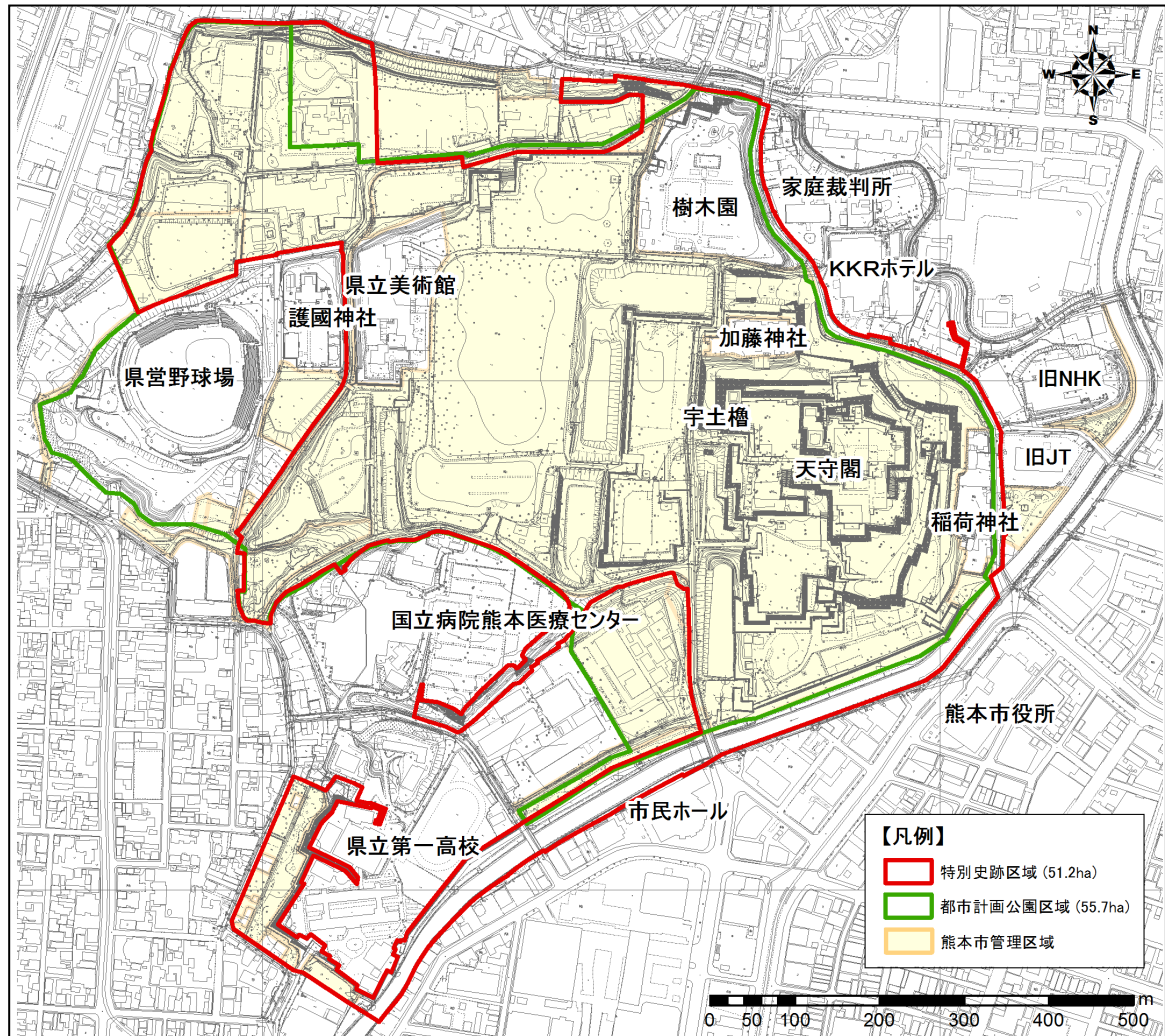 N
W
E
S
家庭裁判所
樹木園
KKRホテル
県立美術館
護國神社
加藤神社
県営野球場
旧NHK
宇土櫓
旧JT
天守閣
稲荷神社
国立病院熊本医療センター
熊本市役所
市民ホール
県立第一高校
【凡例】
特別史跡区域 (51.2ha)
都市計画公園区域 (55.7ha)
熊本市管理区域
m
0 50 100 200 300 400 500